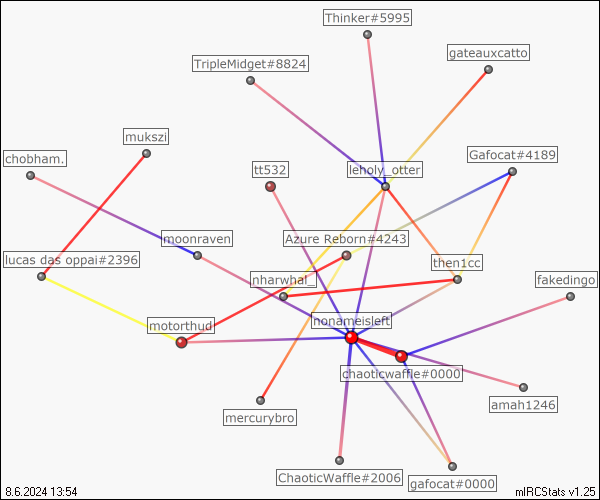 Thinker#5995
gateauxcatto
TripleMidget#8824
mukszi
chobham.
tt532
leholy_otter
Gafocat#4189
moonraven
Azure Reborn#4243
lucas das oppai#2396
then1cc
nharwhal_
fakedingo
nonameisleft
motorthud
chaoticwaffle#0000
amah1246
mercurybro
ChaoticWaffle#2006
gafocat#0000
8.6.2024 13:54
mIRCStats v1.25